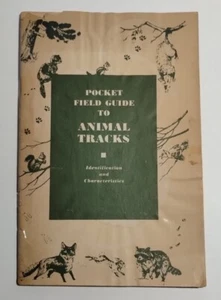 POCKET
FIELD GUIDE
TO
ANIMAL
TRACKS
Identification
and
Characteristics